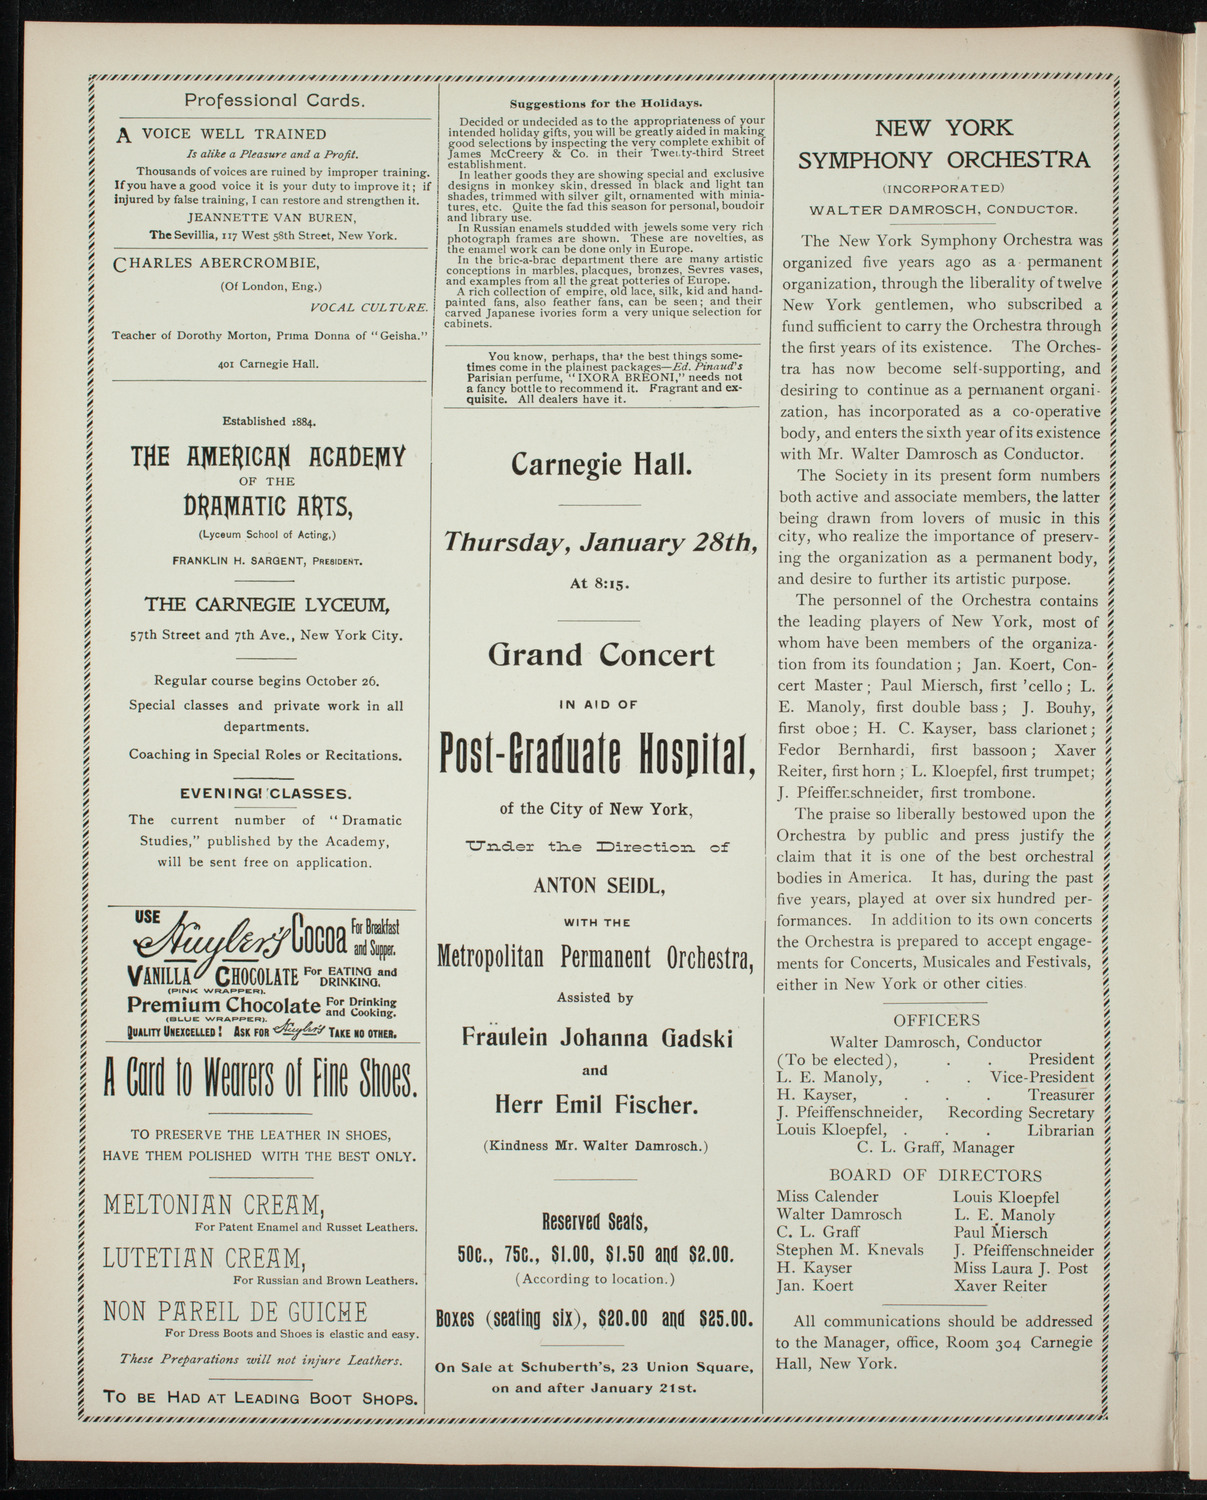 Professional Cards.
A VOICE WELL TRAINED
Is alike a Pleasure and a Profit.
Thousands of voices are ruined by improper training.
If you have a good voice it is your duty to improve it; if
injured by false training, I can restore and strengthen it.
JEANNETTE VAN BUREN,
The Sevillia, 117 West 58th Street, New York.
CHARLES ABERCROMBIE,
(Of London, Eng.)
VOCAL CULTURE.
Teacher of Dorothy Morton, Prima Donna of "Geisha."
401 Carnegie Hall.
Established 1884.
THE AMERICAN ACADEMY
OF THE
DRAMATIC ARTS,
(Lyceum School of Acting,)
FRANKLIN H. SARGENT, PRESIDENT.
THE CARNEGIE LYCEUM,
57th Street and 7th Ave., New York City.
Regular course begins October 26.
Special classes and private work in all
departments.
Coaching in Special Roles or Recitations.
EVENING CLASSES.
The current number of "Dramatic
Studies," published by the Academy,
will be sent free on application.
USE Huyler's Cocoa For Breakfast and Supper.
VANILLA CHOCOLATE For EATING and DRINKING.
(PINK WRAPPER).
Premium Chocolate For Drinking and Cooking.
(BLUE WRAPPER).
QUALITY UNEXCELLED! ASK FOR Huyler's TAKE NO OTHER.
A Card to Wearers of Fine Shoes.
TO PRESERVE THE LEATHER IN SHOES,
HAVE THEM POLISHED WITH THE BEST ONLY.
MELTONIAN CREAM,
For Patent Enamel and Russet Leathers.
LUTETIAN CREAM,
For Russian and Brown Leathers.
NON PAREIL DE GUICHE
For Dress Boots and Shoes is elastic and easy.
These Preparations will not injure Leathers.
TO BE HAD AT LEADING BOOT SHOPS.
Suggestions for the Holidays.
Decided or undecided as to the appropriateness of your
intended holiday gifts, you will be greatly aided in making
good selections by inspecting the very complete exhibit of
James McCreery & Co. in their Twenty-third Street
establishment.
In leather goods they are showing special and exclusive
designs in monkey skin, dressed in black and light tan
shades, trimmed with silver gilt, ornamented with minia-
tures, etc. Quite the fad this season for personal, boudoir
and library use.
In Russian enamels studded with jewels some very rich
photograph frames are shown. These are novelties, as
the enamel work can be done only in Europe.
In the bric-a-brac department there are many artistic
conceptions in marbles, placques, bronzes, Sevres vases,
and examples from all the great potteries of Europe.
A rich collection of empire, old lace, silk, kid and hand-
painted fans, also feather fans, can be seen; and their
carved Japanese ivories form a very unique selection for
cabinets.
You know, perhaps, that the best things some-
times come in the plainest packages—Ed. Pinaud's
Parisian perfume, "IXORA BREONI," needs not
a fancy bottle to recommend it. Fragrant and ex-
quisite. All dealers have it.
Carnegie Hall.
Thursday, January 28th,
At 8:15.
Grand Concert
IN AID OF
Post-Graduate Hospital,
of the City of New York,
Under the Direction of
ANTON SEIDL,
WITH THE
Metropolitan Permanent Orchestra,
Assisted by
Fräulein Johanna Gadski
and
Herr Emil Fischer.
(Kindness Mr. Walter Damrosch.)
Reserved Seats,
50c., 75c., $1.00, $1.50 and $2.00.
(According to location.)
Boxes (seating six), $20.00 and $25.00.
On Sale at Schuberth's, 23 Union Square,
on and after January 21st.
NEW YORK
SYMPHONY ORCHESTRA
(INCORPORATED)
WALTER DAMROSCH, CONDUCTOR.
The New York Symphony Orchestra was
organized five years ago as a permanent
organization, through the liberality of twelve
New York gentlemen, who subscribed a
fund sufficient to carry the Orchestra through
the first years of its existence. The Orches-
tra has now become self-supporting, and
desiring to continue as a permanent organi-
zation, has incorporated as a co-operative
body, and enters the sixth year of its existence
with Mr. Walter Damrosch as Conductor.
The Society in its present form numbers
both active and associate members, the latter
being drawn from lovers of music in this
city, who realize the importance of preserv-
ing the organization as a permanent body,
and desire to further its artistic purpose.
The personnel of the Orchestra contains
the leading players of New York, most of
whom have been members of the organiza-
tion from its foundation; Jan. Koert, Con-
cert Master; Paul Miersch, first 'cello; L.
E. Manoly, first double bass; J. Bouhy,
first oboe; H. C. Kayser, bass clarionet;
Fedor Bernhardi, first bassoon; Xaver
Reiter, first horn; L. Kloepfel, first trumpet;
J. Pfeiffenschneider, first trombone.
The praise so liberally bestowed upon the
Orchestra by public and press justify the
claim that it is one of the best orchestral
bodies in America. It has, during the past
five years, played at over six hundred per-
formances. In addition to its own concerts
the Orchestra is prepared to accept engage-
ments for Concerts, Musicales and Festivals,
either in New York or other cities.
OFFICERS
Walter Damrosch, Conductor
(To be elected), . . President
L. E. Manoly, . . Vice-President
H. Kayser, . . . Treasurer
J. Pfeiffenschneider, Recording Secretary
Louis Kloepfel, . . . Librarian
C. L. Graff, Manager
BOARD OF DIRECTORS
Miss Calender Louis Kloepfel
Walter Damrosch L. E. Manoly
C. L. Graff Paul Miersch
Stephen M. Knevals J. Pfeiffenschneider
H. Kayser Miss Laura J. Post
Jan. Koert Xaver Reiter
All communications should be addressed
to the Manager, office, Room 304 Carnegie
Hall, New York.